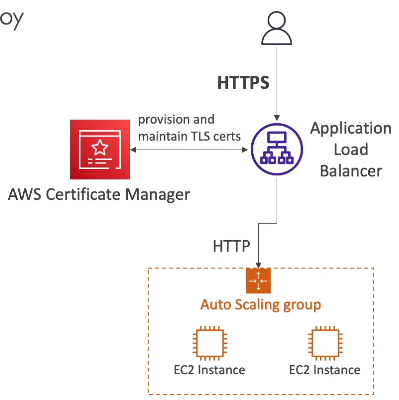 oy
HTTPS
provision and
maintain TLS certs
Application
Load
Balancer
AWS Certificate Manager
HTTP
Auto Scaling group
EC2 Instance
EC2 Instance